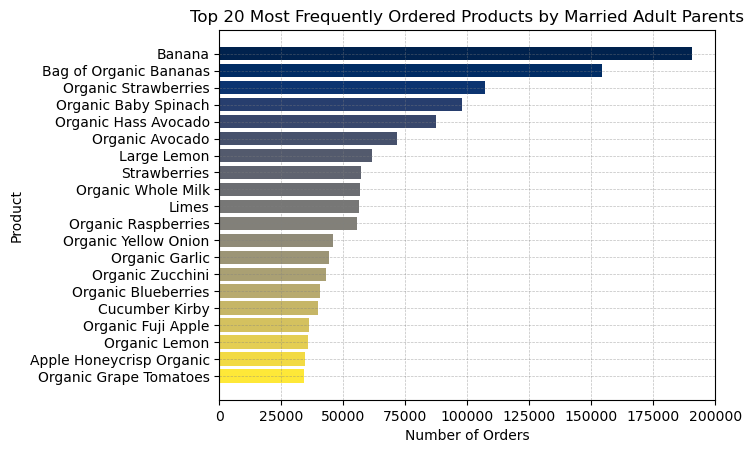 Top 20 Most Frequently Ordered Products by Married Adult Parents
Product
Banana
Bag of Organic Bananas
Organic Strawberries
Organic Baby Spinach
Organic Hass Avocado
Organic Avocado
Large Lemon
Strawberries
Organic Whole Milk
Limes
Organic Raspberries
Organic Yellow Onion
Organic Garlic
Organic Zucchini
Organic Blueberries
Cucumber Kirby
Organic Fuji Apple
Organic Lemon
Apple Honeycrisp Organic
Organic Grape Tomatoes
0 25000 50000 75000 100000 125000 150000 175000 200000
Number of Orders